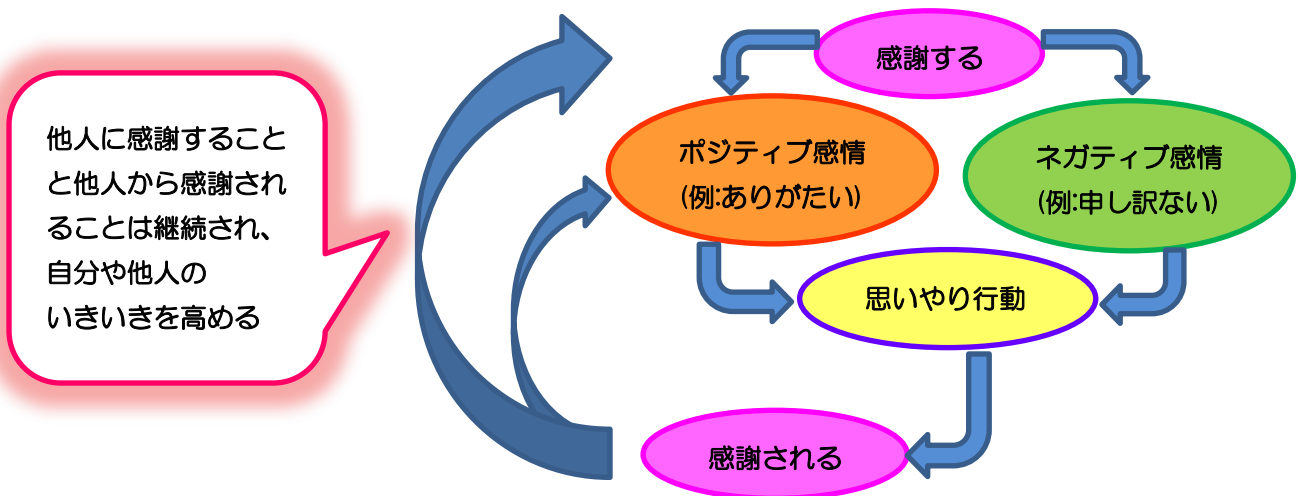 感謝する
他人に感謝すること
と他人から感謝され
ることは継続され、
自分や他人の
いきいきを高める
ポジティブ感情
(例:ありがたい)
ネガティブ感情
(例:申し訳ない)
思いやり行動
感謝される